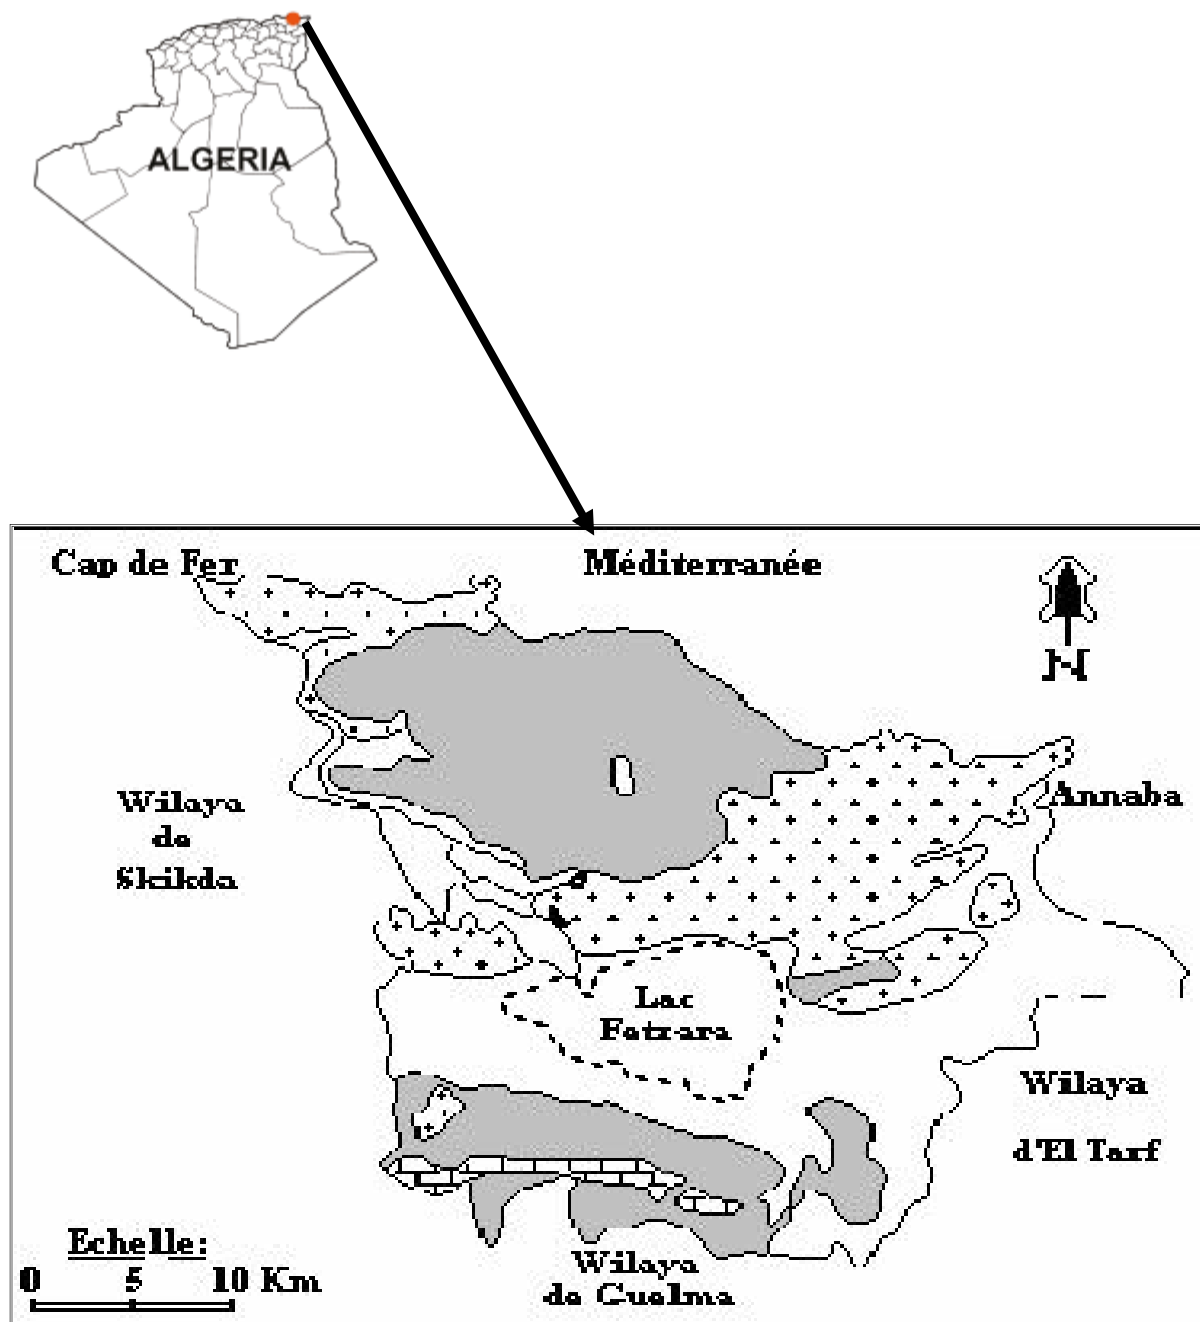 ALGERIA
Cap de Fer
Méditerranée
N
Wilaya
de
Skikda
Annaba
Lac
Fetzara
Wilaya
d'El Tarf
Echelle:
0 5 10 Km
Wilaya
de Guelma